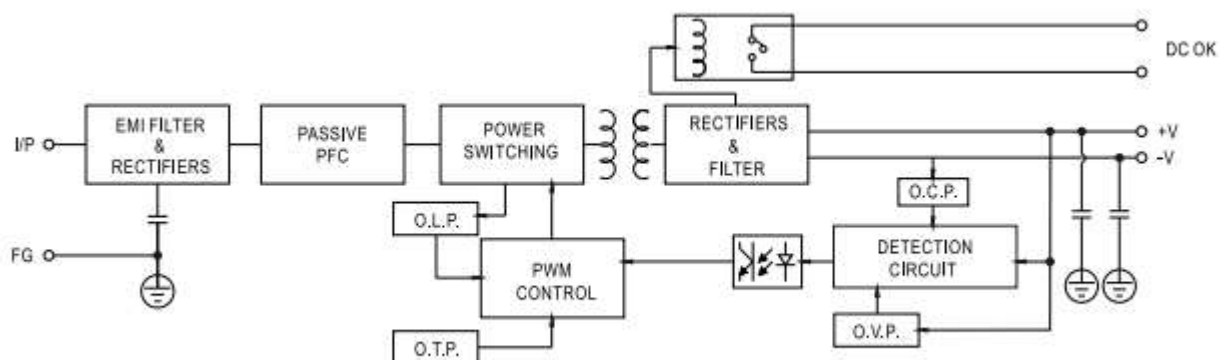 DC OK
I/P
EMI FILTER
&
RECTIFIERS
PASSIVE
PFC
POWER
SWITCHING
RECTIFIERS
&
FILTER
+V
-V
O.L.P.
O.C.P.
FG
PWM
CONTROL
DETECTION
CIRCUIT
O.T.P.
O.V.P.